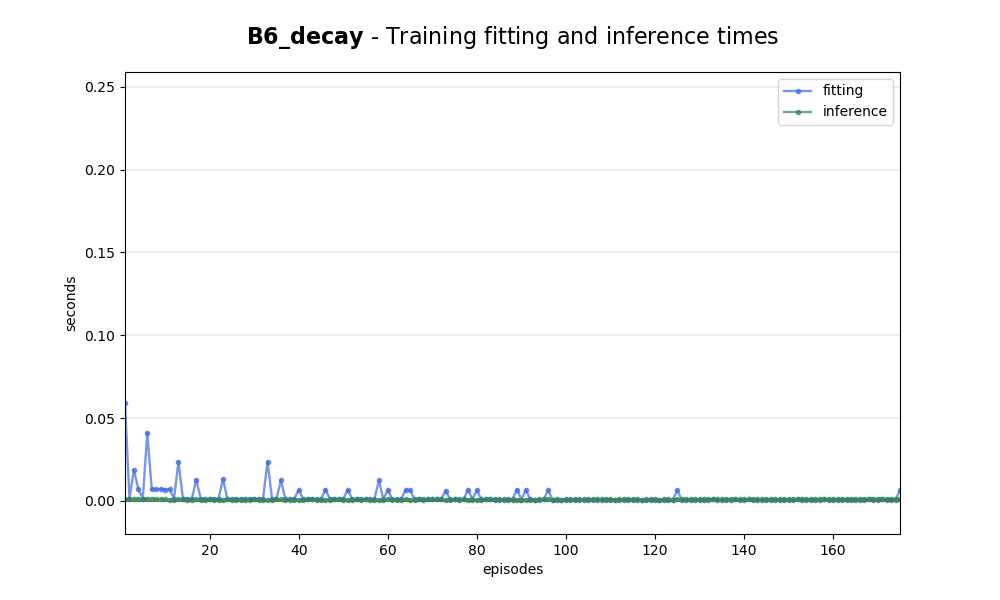 B6_decay - Training fitting and inference times
fitting
inference
0.25
0.20
0.15
0.10
0.05
0.00
seconds
20 40 60 80 100 120 140 160
episodes